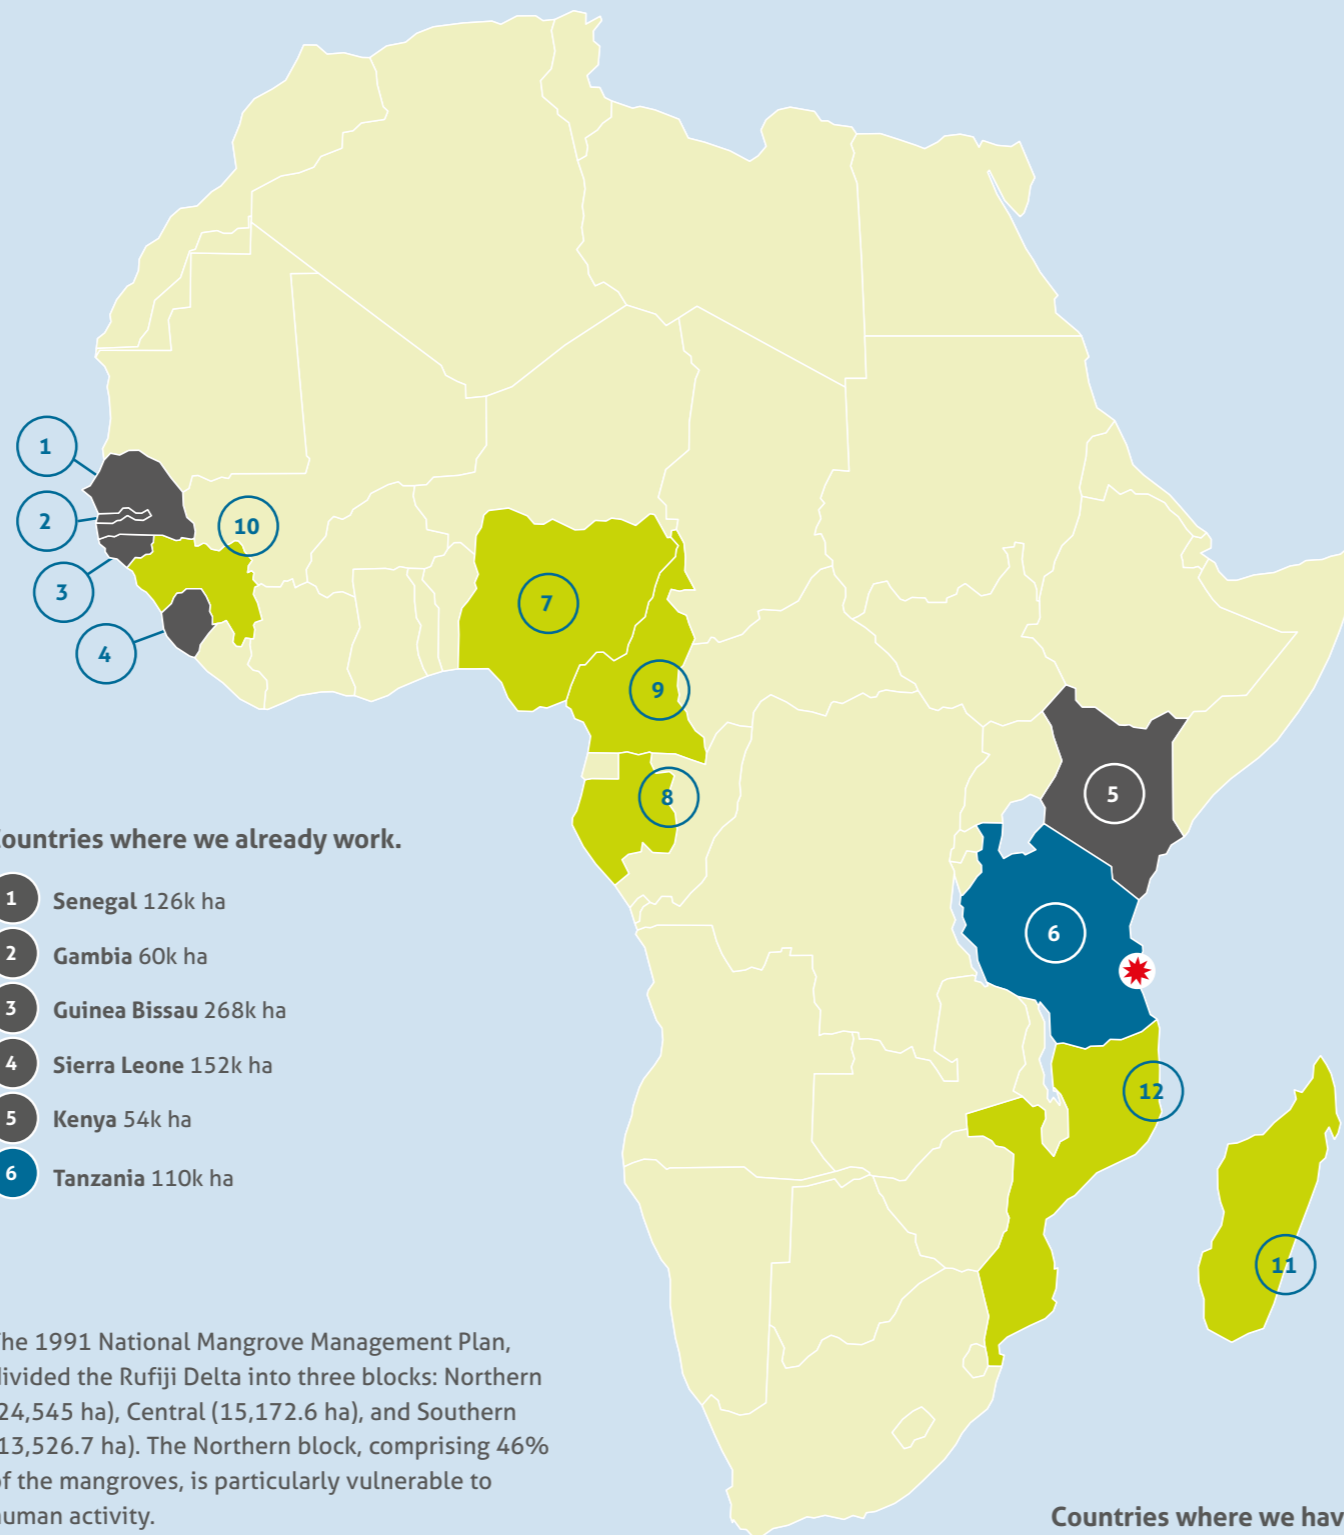 1
2
3
4
10
7
9
8
5
6
12
11
ountries where we already work.
1 Senegal 126k ha
2 Gambia 60k ha
3 Guinea Bissau 268k ha
4 Sierra Leone 152k ha
5 Kenya 54k ha
6 Tanzania 110k ha
he 1991 National Mangrove Management Plan,
ivided the Rufiji Delta into three blocks: Northern
24,545 ha), Central (15,172.6 ha), and Southern
13,526.7 ha). The Northern block, comprising 46%
f the mangroves, is particularly vulnerable to
uman activity.
Countries where we hav